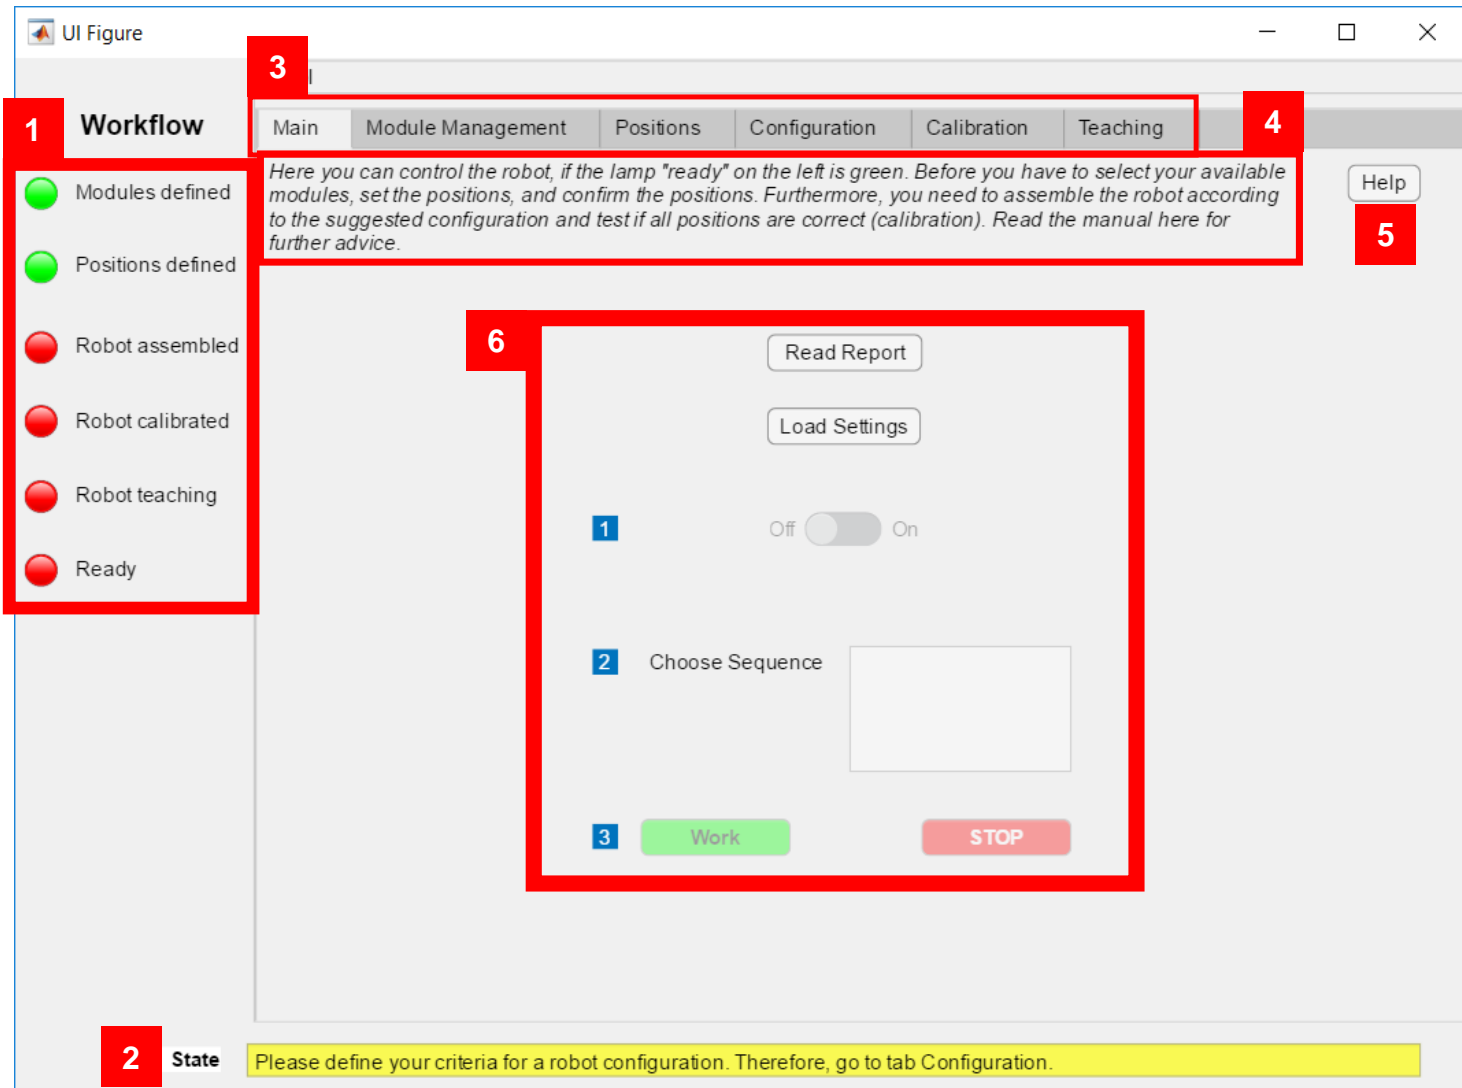 UI Figure
3
l
1
Workflow
Main Module Management Positions Configuration Calibration Teaching
4
Here you can control the robot, if the lamp "ready" on the left is green. Before you have to select your available
modules, set the positions, and confirm the positions. Furthermore, you need to assemble the robot according
to the suggested configuration and test if all positions are correct (calibration). Read the manual here for
further advice.
Help
5
Modules defined
Positions defined
Robot assembled
Robot calibrated
Robot teaching
Ready
6
Read Report
Load Settings
1 Off On
2 Choose Sequence
3 Work STOP
2 State Please define your criteria for a robot configuration. Therefore, go to tab Configuration.